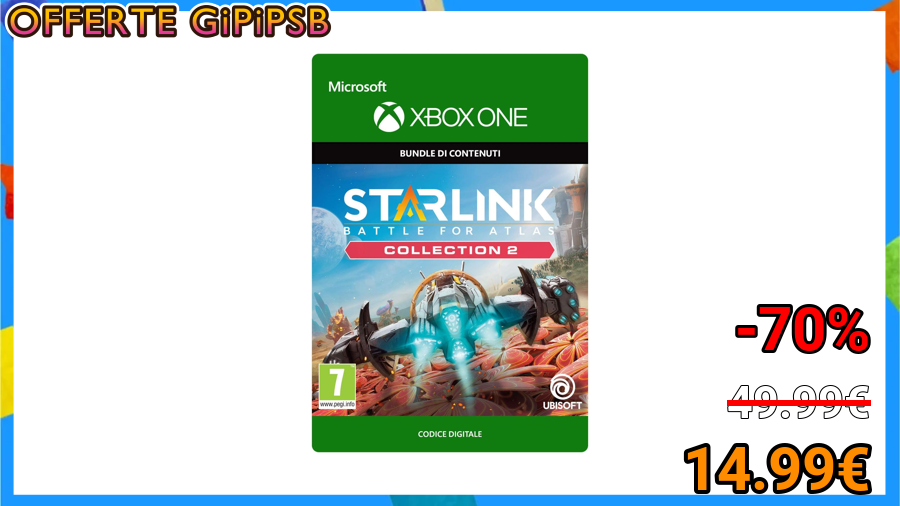 OFFERTE GiPiPSB
Microsoft
XBOX ONE
BUNDLE DI CONTENUTI
STARLINK
BATTLE FOR ATLAS
COLLECTION 2
7
www.pegi.info
UBISOFT
CODICE DIGITALE
-70%
49.99€
14.99€